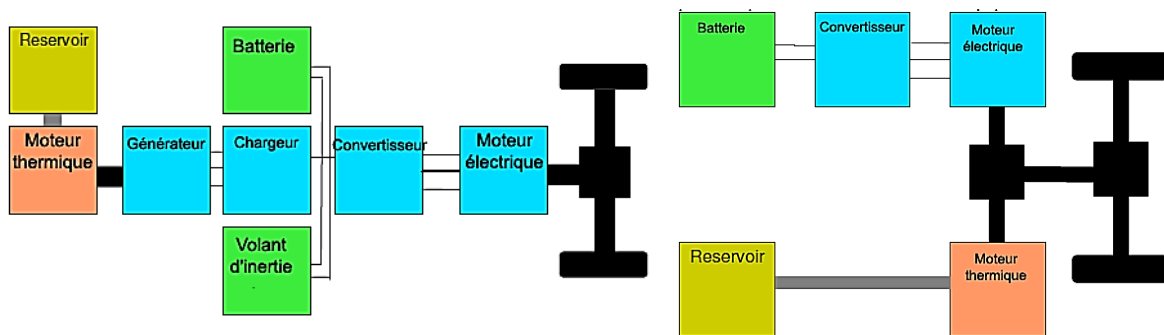 Reservoir
Batterie
Moteur
thermique
Générateur
Chargeur
Convertisseur
Moteur
électrique
Volant
d'inertie
Batterie
Convertisseur
Moteur
électrique
Reservoir
Moteur
thermique